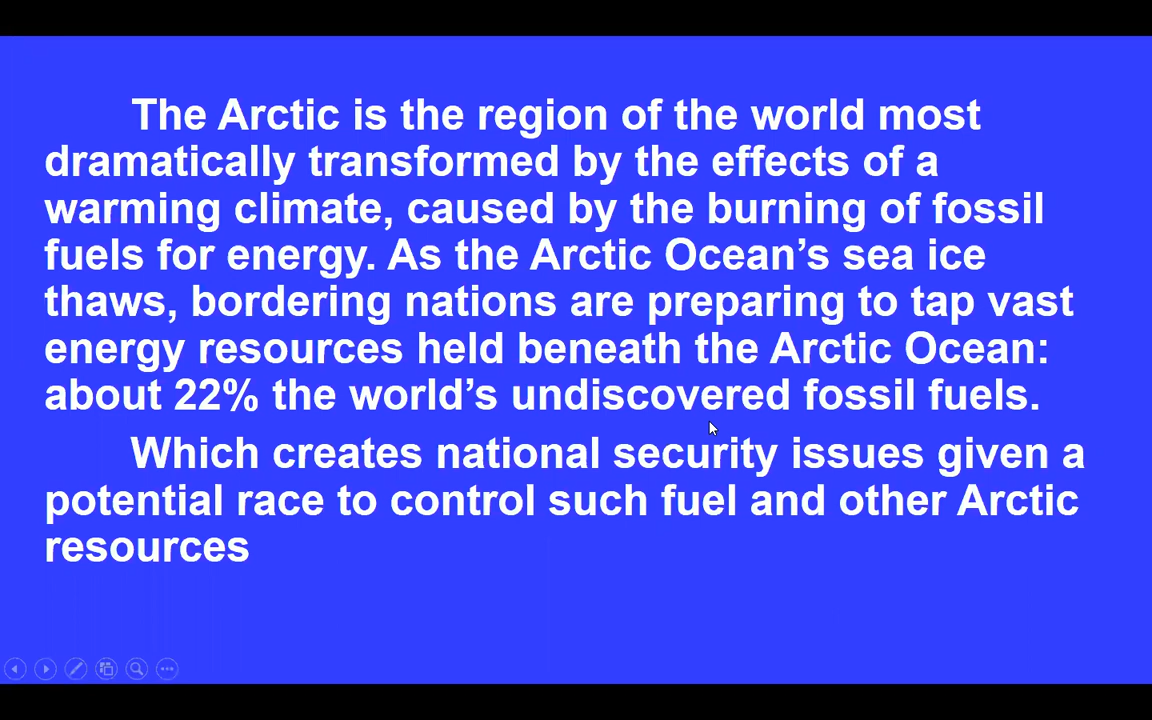 The Arctic is the region of the world most
dramatically transformed by the effects of a
warming climate, caused by the burning of fossil
fuels for energy. As the Arctic Ocean’s sea ice
thaws, bordering nations are preparing to tap vast
energy resources held beneath the Arctic Ocean:
about 22% the world’s undiscovered fossil fuels.
Which creates national security issues given a
potential race to control such fuel and other Arctic
resources